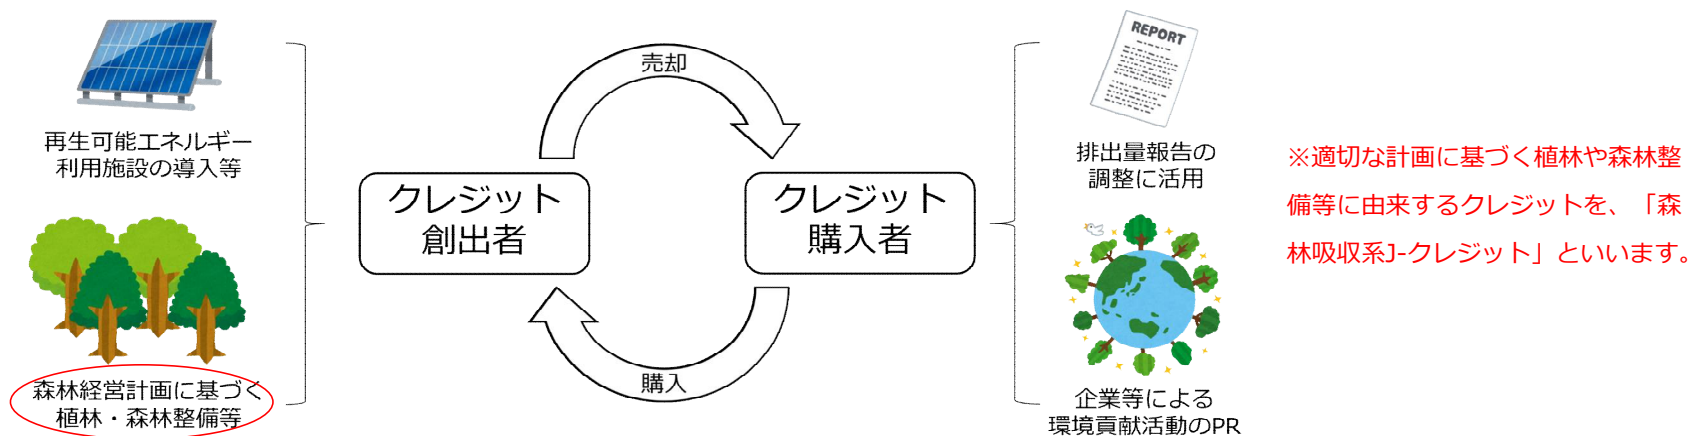 再生可能エネルギー
利用施設の導入等
森林経営計画に基づく
植林・森林整備等
売却
クレジット
創出者
クレジット
購入者
購入
REPORT
排出量報告の
調整に活用
企業等による
環境貢献活動のPR
※適切な計画に基づく植林や森林整
備等に由来するクレジットを、「森
林吸収系J-クレジット」といいます。